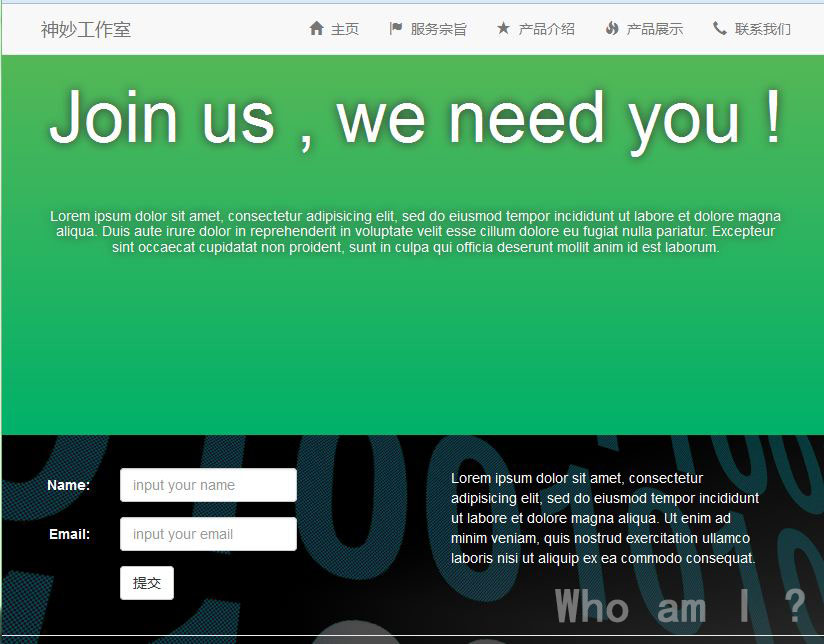 神妙工作室 主页 服务宗旨 产品介绍 产品展示 联系我们
Join us , we need you !
Lorem ipsum dolor sit amet, consectetur adipisicing elit, sed do eiusmod tempor incididunt ut labore et dolore magna
aliqua. Duis aute irure dolor in reprehenderit in voluptate velit esse cillum dolore eu fugiat nulla pariatur. Excepteur
sint occaecat cupidatat non proident, sunt in culpa qui officia deserunt mollit anim id est laborum.
Name: input your name
Email: input your email
提交
Lorem ipsum dolor sit amet, consectetur
adipisicing elit, sed do eiusmod tempor incididunt
ut labore et dolore magna aliqua. Ut enim ad
minim veniam, quis nostrud exercitation ullamco
laboris nisi ut aliquip ex ea commodo consequat.
Who am I ?